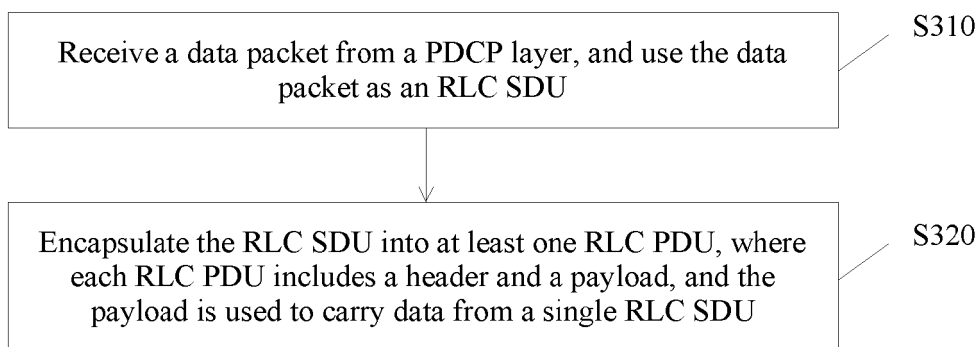 Receive a data packet from a PDCP layer, and use the data
packet as an RLC SDU
S310
Encapsulate the RLC SDU into at least one RLC PDU, where
each RLC PDU includes a header and a payload, and the
payload is used to carry data from a single RLC SDU
S320